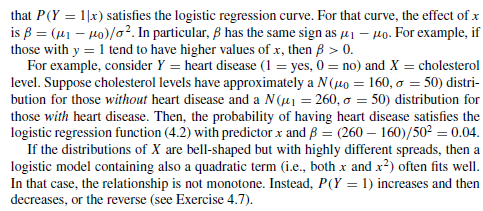 that P(Y = 1|x) satisfies the logistic regression curve. For that curve, the effect of x
is β = (μ₁ − μ₀)/σ². In particular, β has the same sign as μ₁ − μ₀. For example, if
those with y = 1 tend to have higher values of x, then β > 0.
For example, consider Y = heart disease (1 = yes, 0 = no) and X = cholesterol
level. Suppose cholesterol levels have approximately a N(μ₀ = 160, σ = 50) distri-
bution for those without heart disease and a N(μ₁ = 260, σ = 50) distribution for
those with heart disease. Then, the probability of having heart disease satisfies the
logistic regression function (4.2) with predictor x and β = (260 − 160)/50² = 0.04.
If the distributions of X are bell-shaped but with highly different spreads, then a
logistic model containing also a quadratic term (i.e., both x and x²) often fits well.
In that case, the relationship is not monotone. Instead, P(Y = 1) increases and then
decreases, or the reverse (see Exercise 4.7).